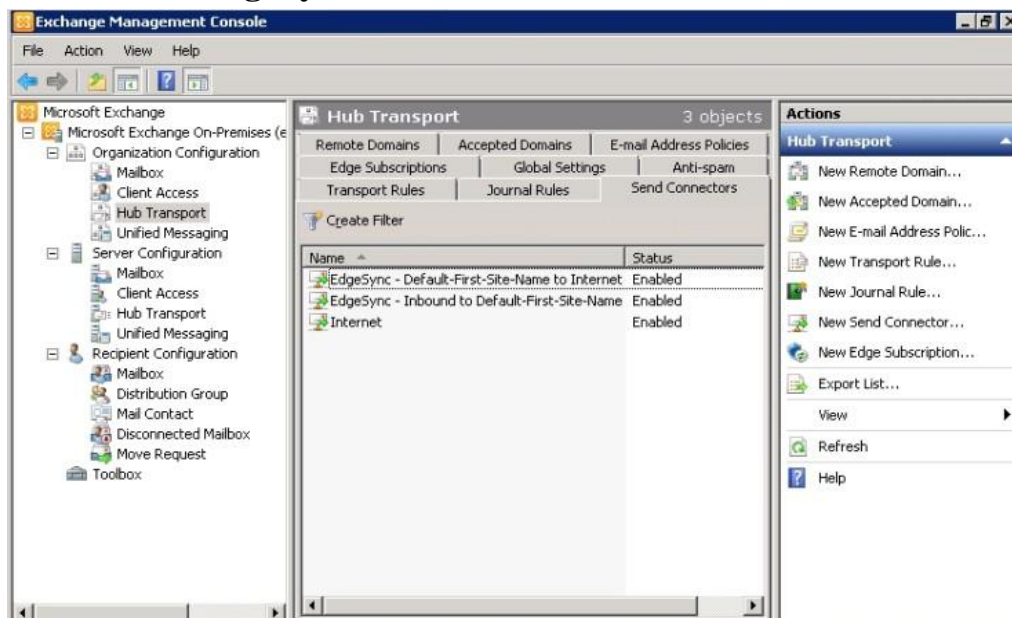 Exchange Management Console
File Action View Help
Microsoft Exchange
Microsoft Exchange On-Premises (e
Organization Configuration
Mailbox
Client Access
Hub Transport
Unified Messaging
Server Configuration
Mailbox
Client Access
Hub Transport
Unified Messaging
Recipient Configuration
Mailbox
Distribution Group
Mail Contact
Disconnected Mailbox
Move Request
Toolbox
Hub Transport 3 objects
Remote Domains Accepted Domains E-mail Address Policies
Edge Subscriptions Global Settings Anti-spam
Transport Rules Journal Rules Send Connectors
Create Filter
Name Status
EdgeSync - Default-First-Site-Name to Internet Enabled
EdgeSync - Inbound to Default-First-Site-Name Enabled
Internet Enabled
Actions
Hub Transport
New Remote Domain...
New Accepted Domain...
New E-mail Address Polic...
New Transport Rule...
New Journal Rule...
New Send Connector...
New Edge Subscription...
Export List...
View
Refresh
Help